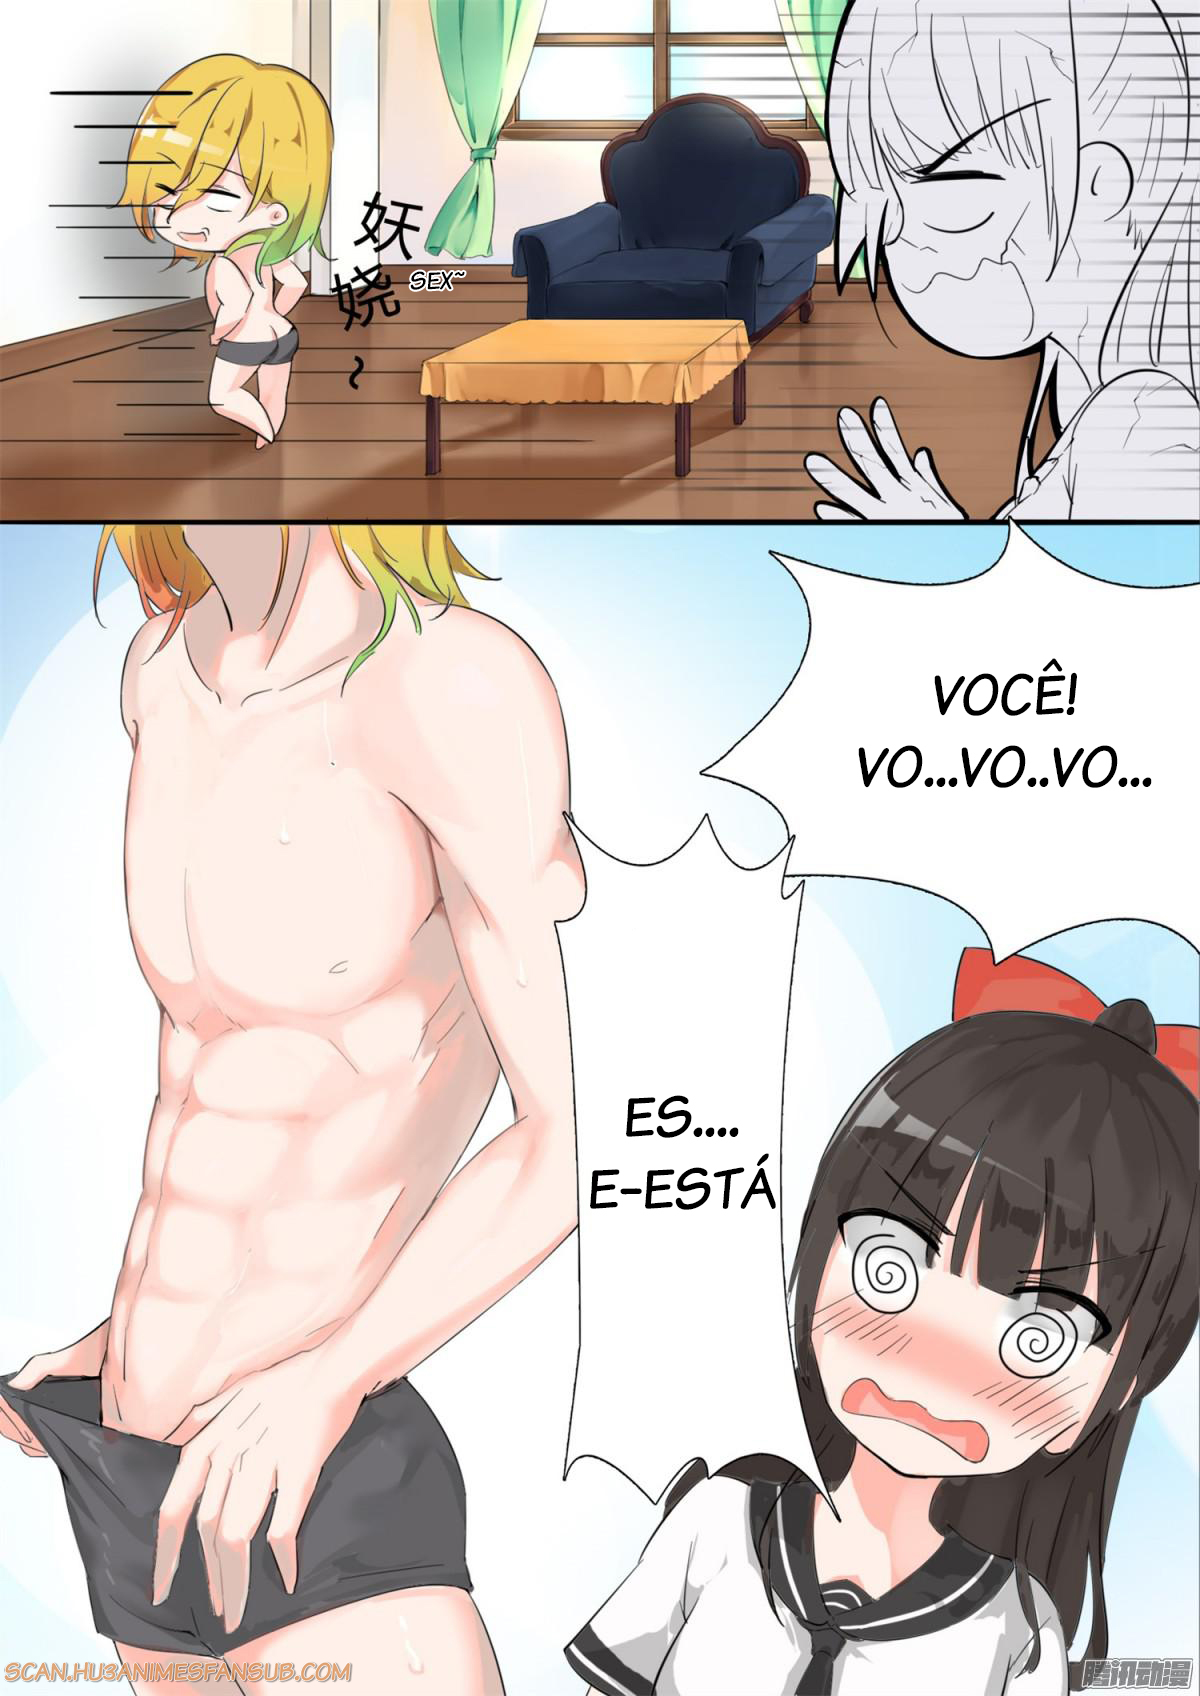 妖
娆
~
SEX~
VOCÊ!
VO...VO..VO...
ES....
E-ESTÁ
SCAN.HU3ANIMESFANSUB.COM
腾讯动漫